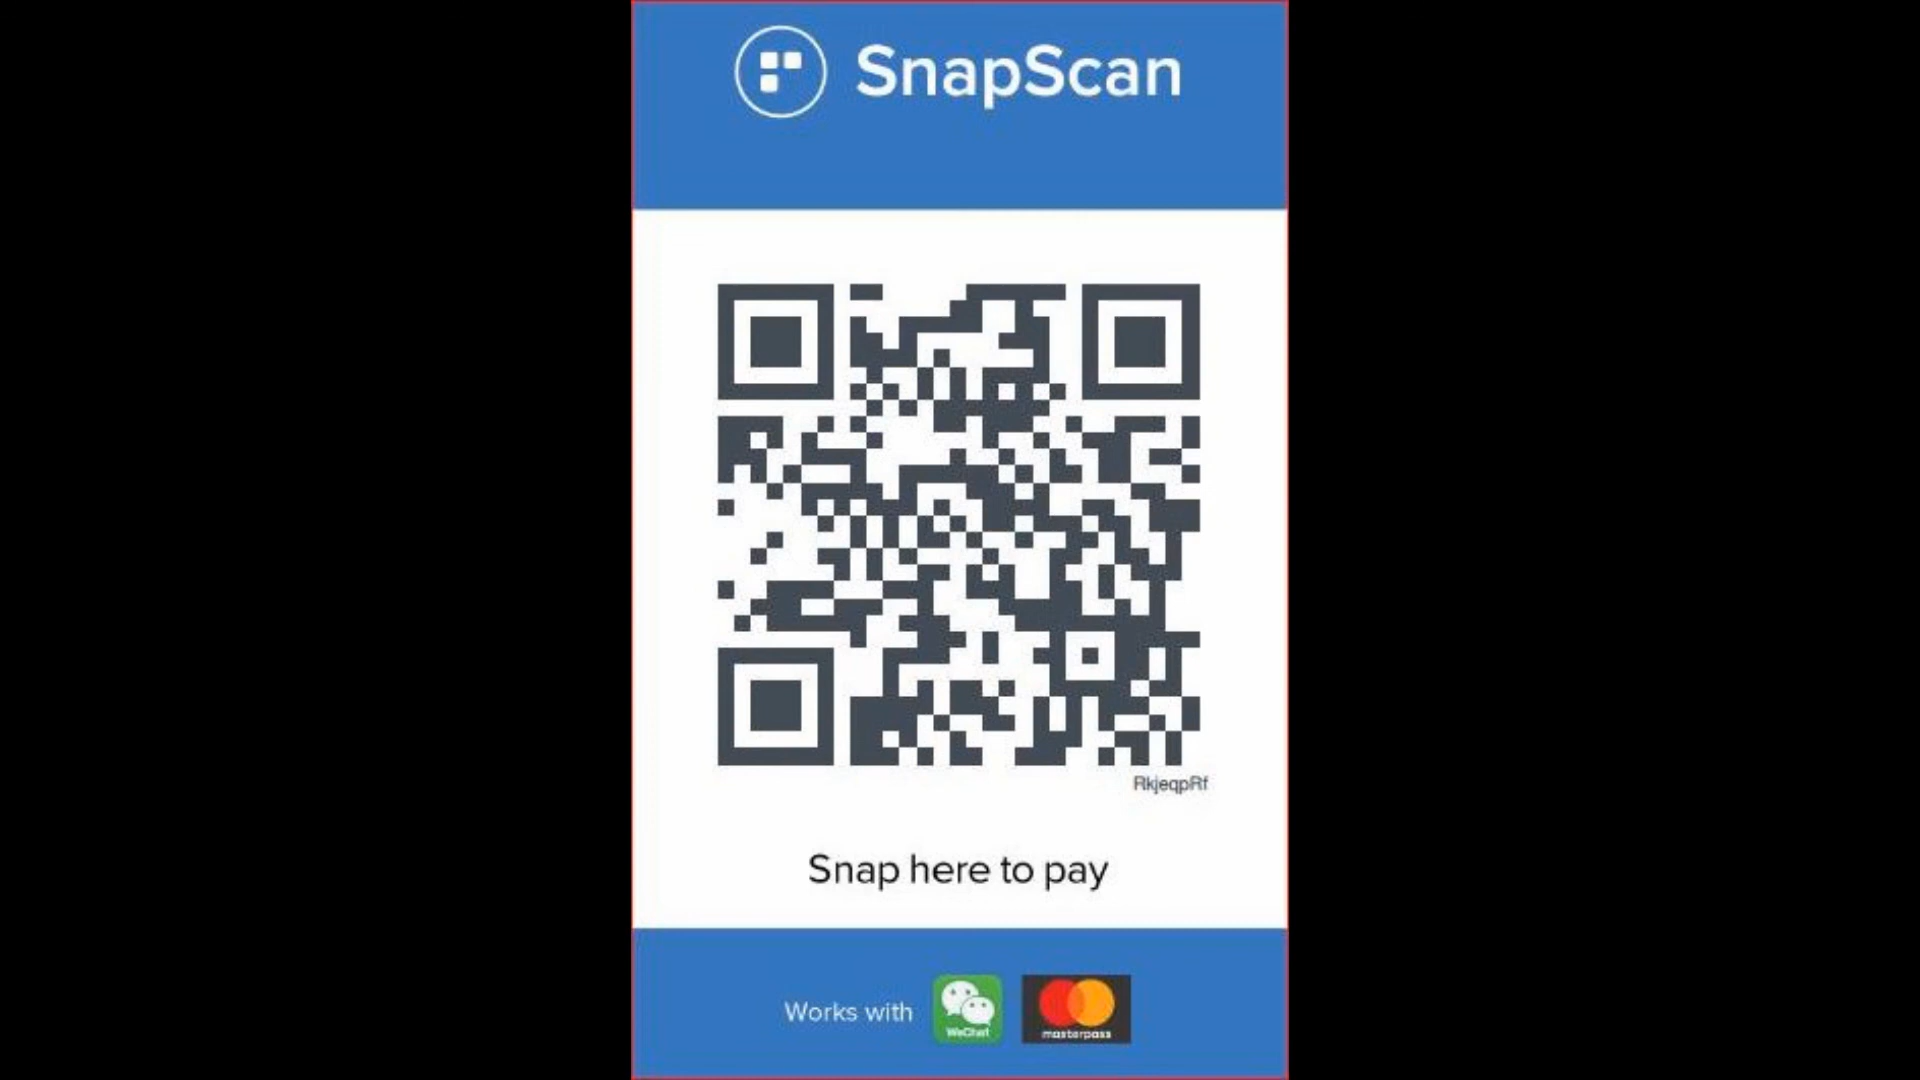 SnapScan
RkjeqpRf
Snap here to pay
Works with
WeChat
masterpass